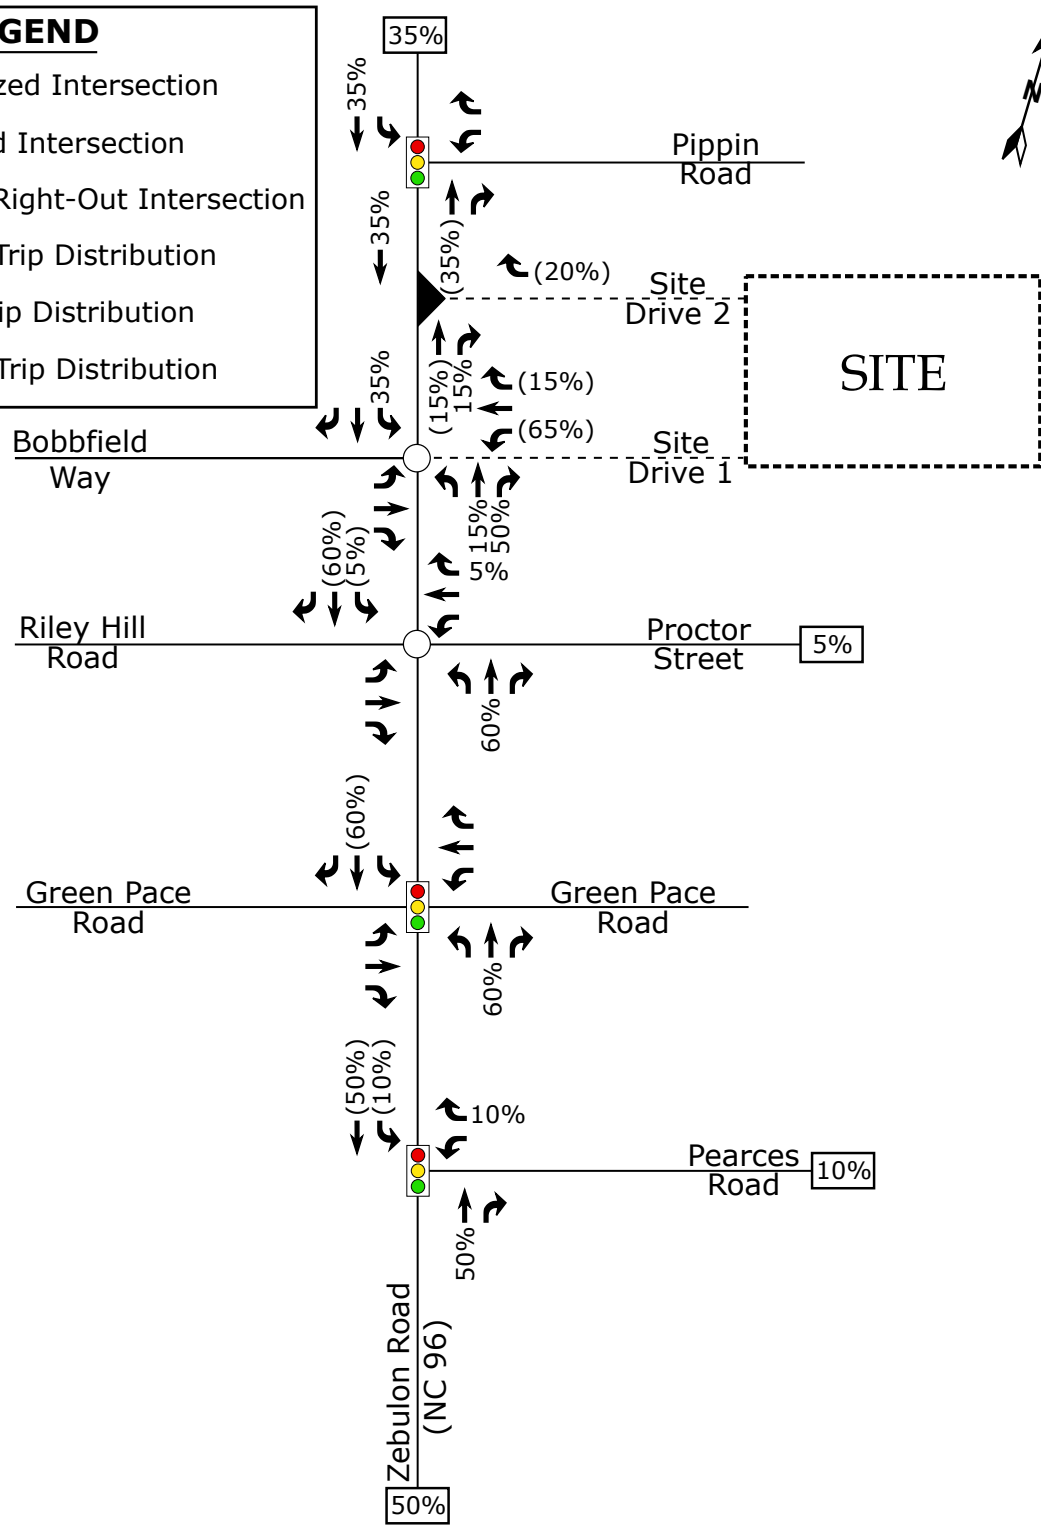 GEND
zed Intersection
d Intersection
Right-Out Intersection
Trip Distribution
ip Distribution
Trip Distribution
35%
N
35%
Pippin
Road
35%
(35%)
(20%)
Site
Drive 2
SITE
35%
(15%)
15%
(15%)
(65%)
Bobbfield
Way
Site
Drive 1
15%
50%
(60%)
(5%)
5%
Riley Hill
Road
Proctor
Street
5%
60%
(60%)
Green Pace
Road
Green Pace
Road
60%
(50%)
(10%)
10%
Pearces
Road
10%
50%
Zebulon Road
(NC 96)
50%